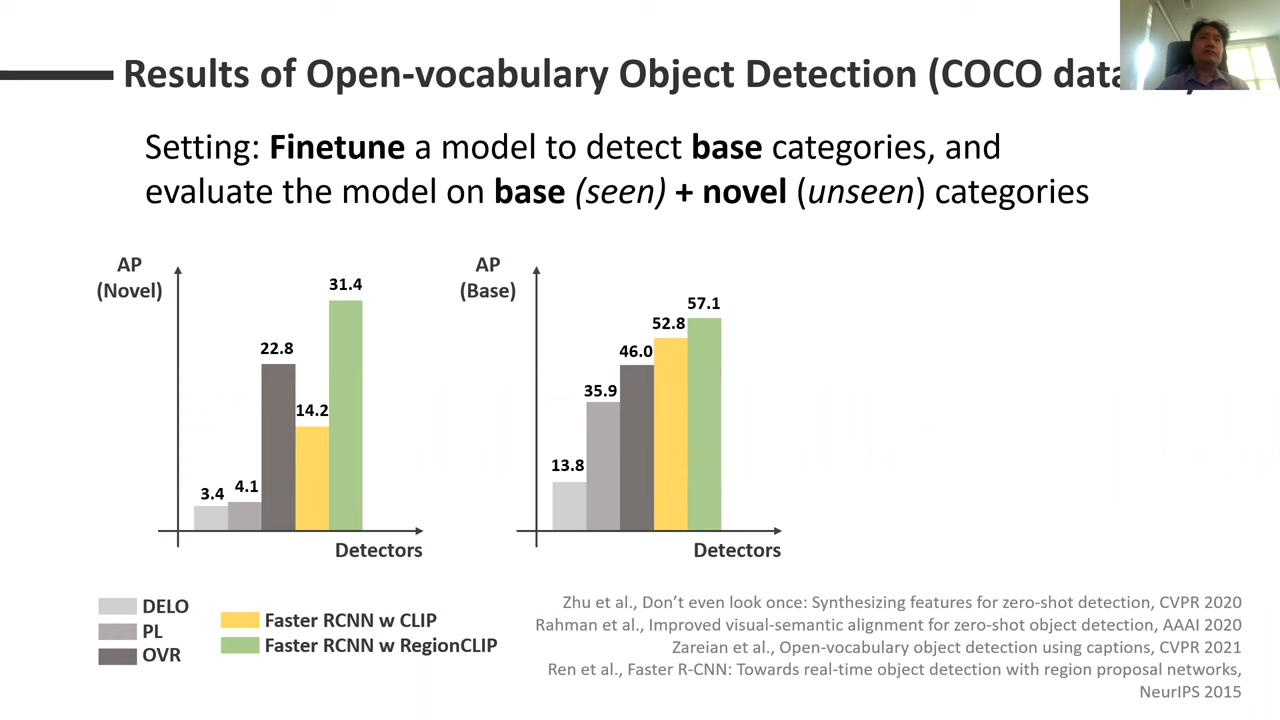 Results of Open-vocabulary Object Detection (COCO
Setting: Finetune a model to detect base categories, and
evaluate the model on base (seen) + novel (unseen) categories
AP
(Novel)
31.4
22.8
14.2
3.4
4.1
Detectors
AP
(Base)
57.1
52.8
46.0
35.9
13.8
Detectors
DELO
PL
OVR
Faster RCNN w CLIP
Faster RCNN w RegionCLIP
Zhu et al., Don't even look once: Synthesizing features for zero-shot detection, CVPR 2020
Rahman et al., Improved visual-semantic alignment for zero-shot object detection, AAAI 2020
Zareian et al., Open-vocabulary object detection using captions, CVPR 2021
Ren et al., Faster R-CNN: Towards real-time object detection with region proposal networks,
NeurIPS 2015